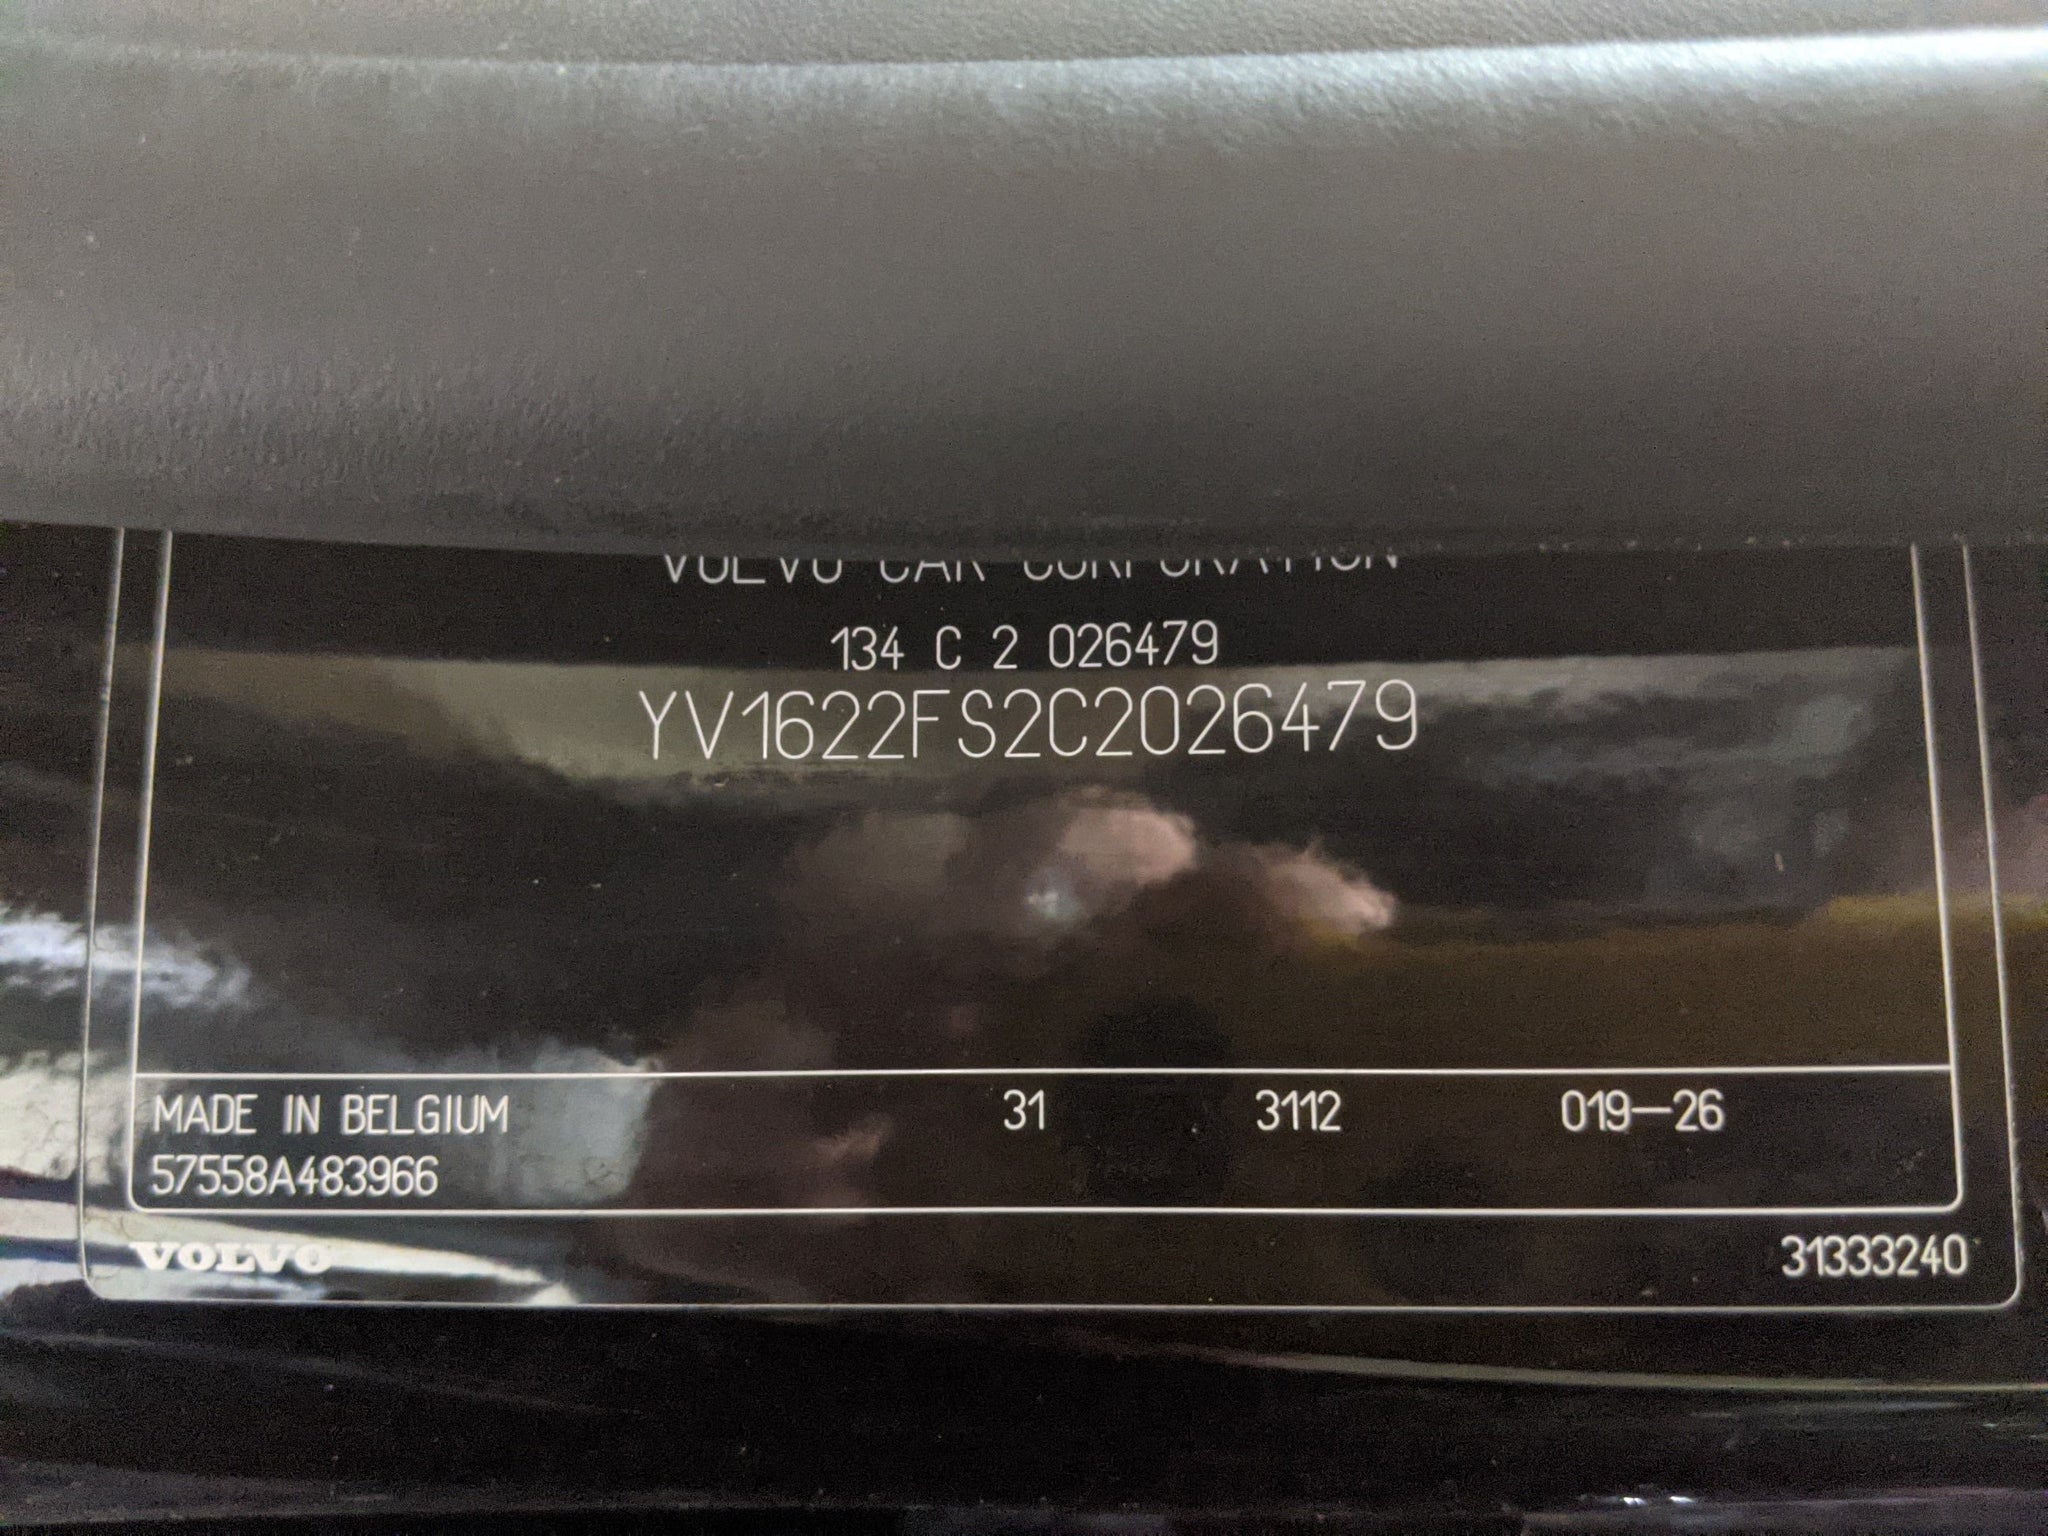 VOLVO CAR CORPORATION
134 C 2 026479
YV1622FS2C2026479
MADE IN BELGIUM 31 3112 019-26
57558A483966
VOLVO 31333240